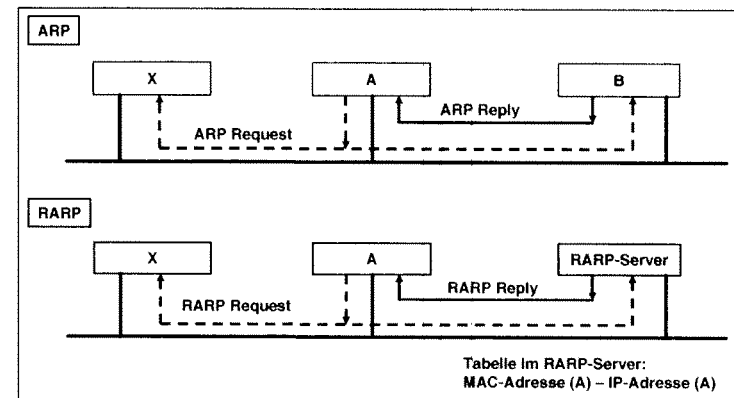 ARP
X
A
B
ARP Request
ARP Reply
RARP
X
A
RARP-Server
RARP Request
RARP Reply
Tabelle im RARP-Server:
MAC-Adresse (A) – IP-Adresse (A)